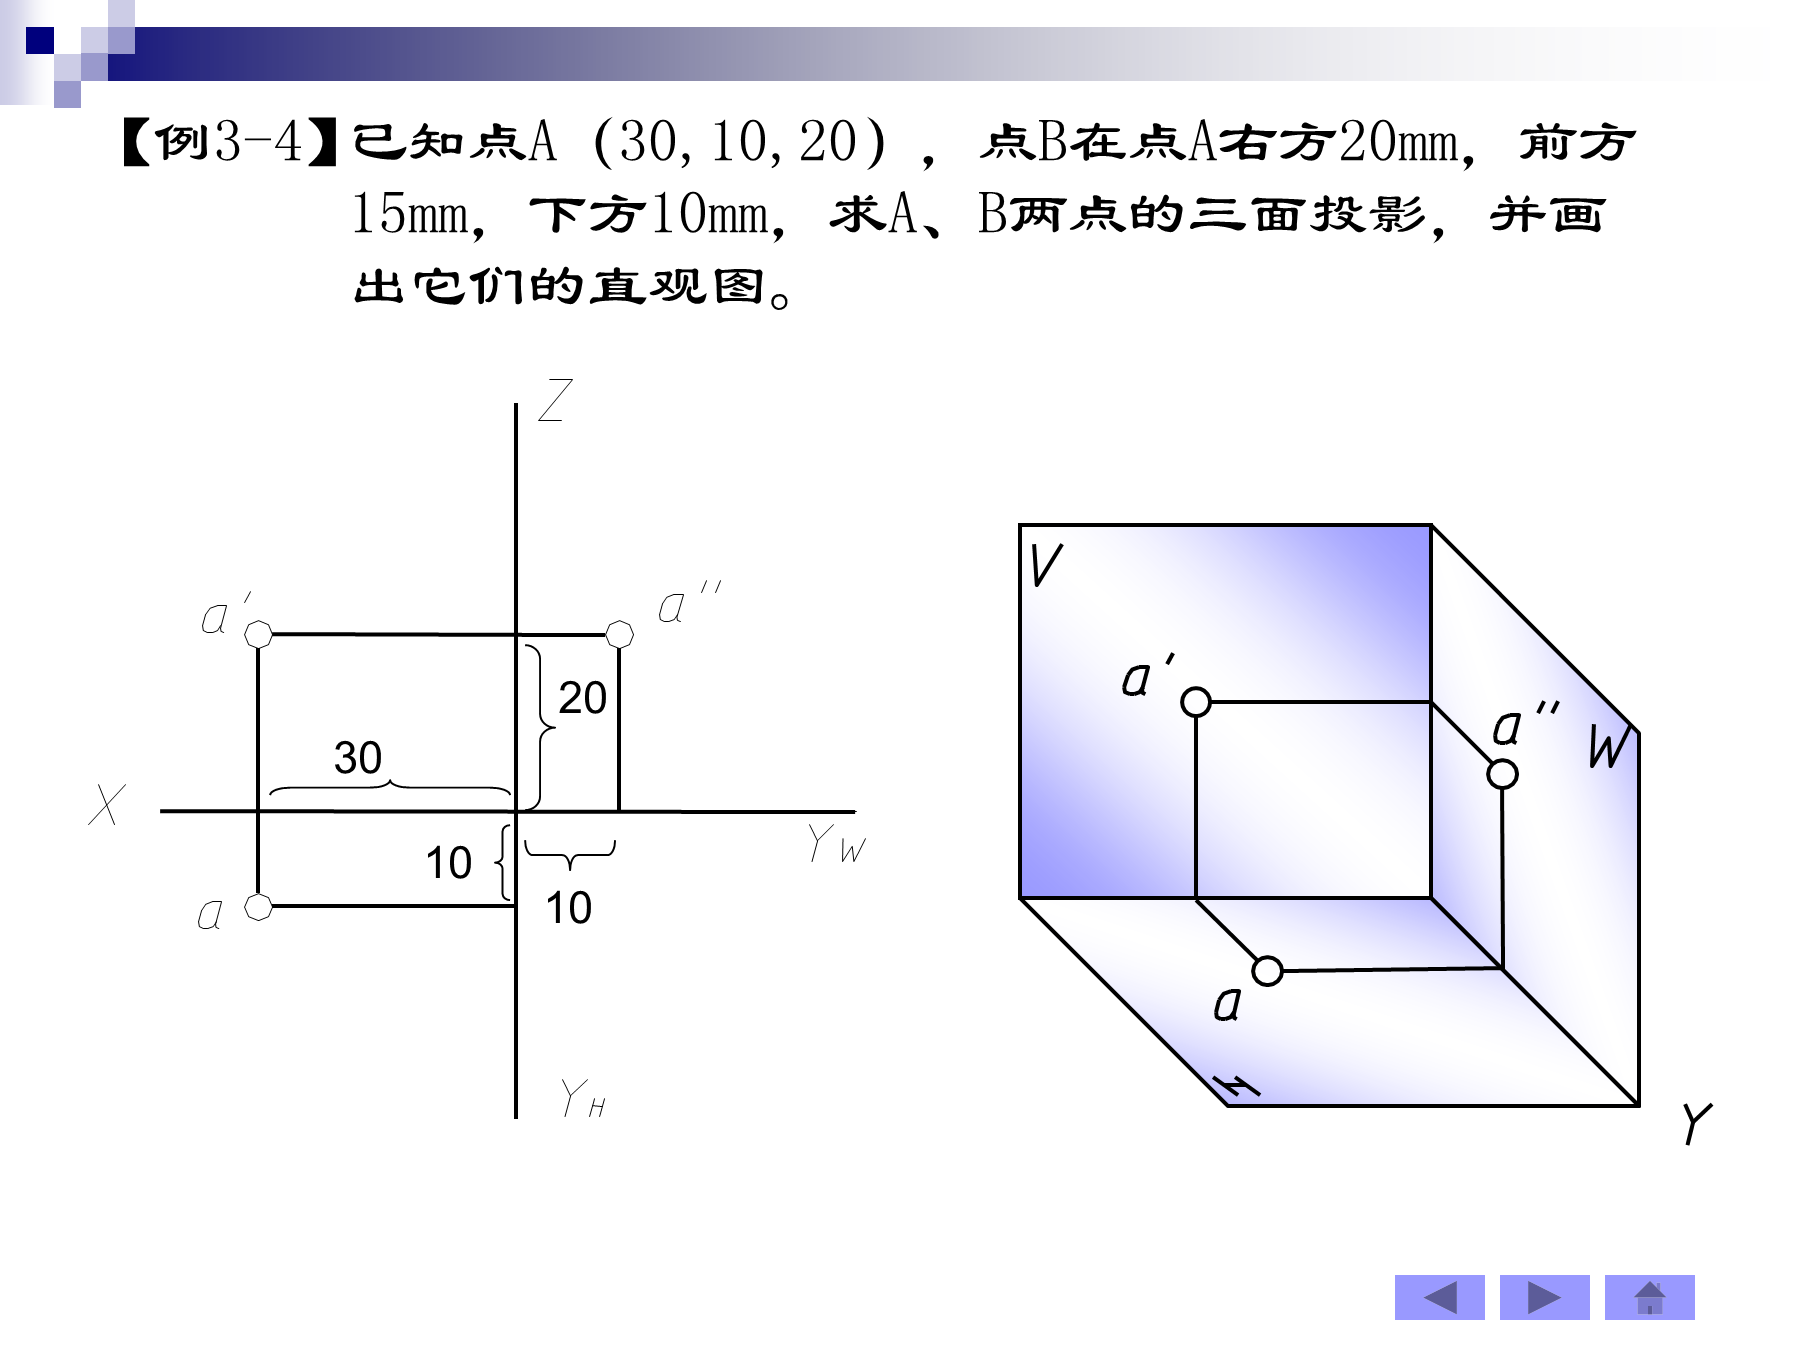 【例3-4】已知点A（30,10,20），点B在点A右方20mm，前方
15mm，下方10mm，求A、B两点的三面投影，并画
出它们的直观图。
Z
a′
a″
20
30
X
YW
10
10
a
YH
V
a′
a″
W
a
H
Y